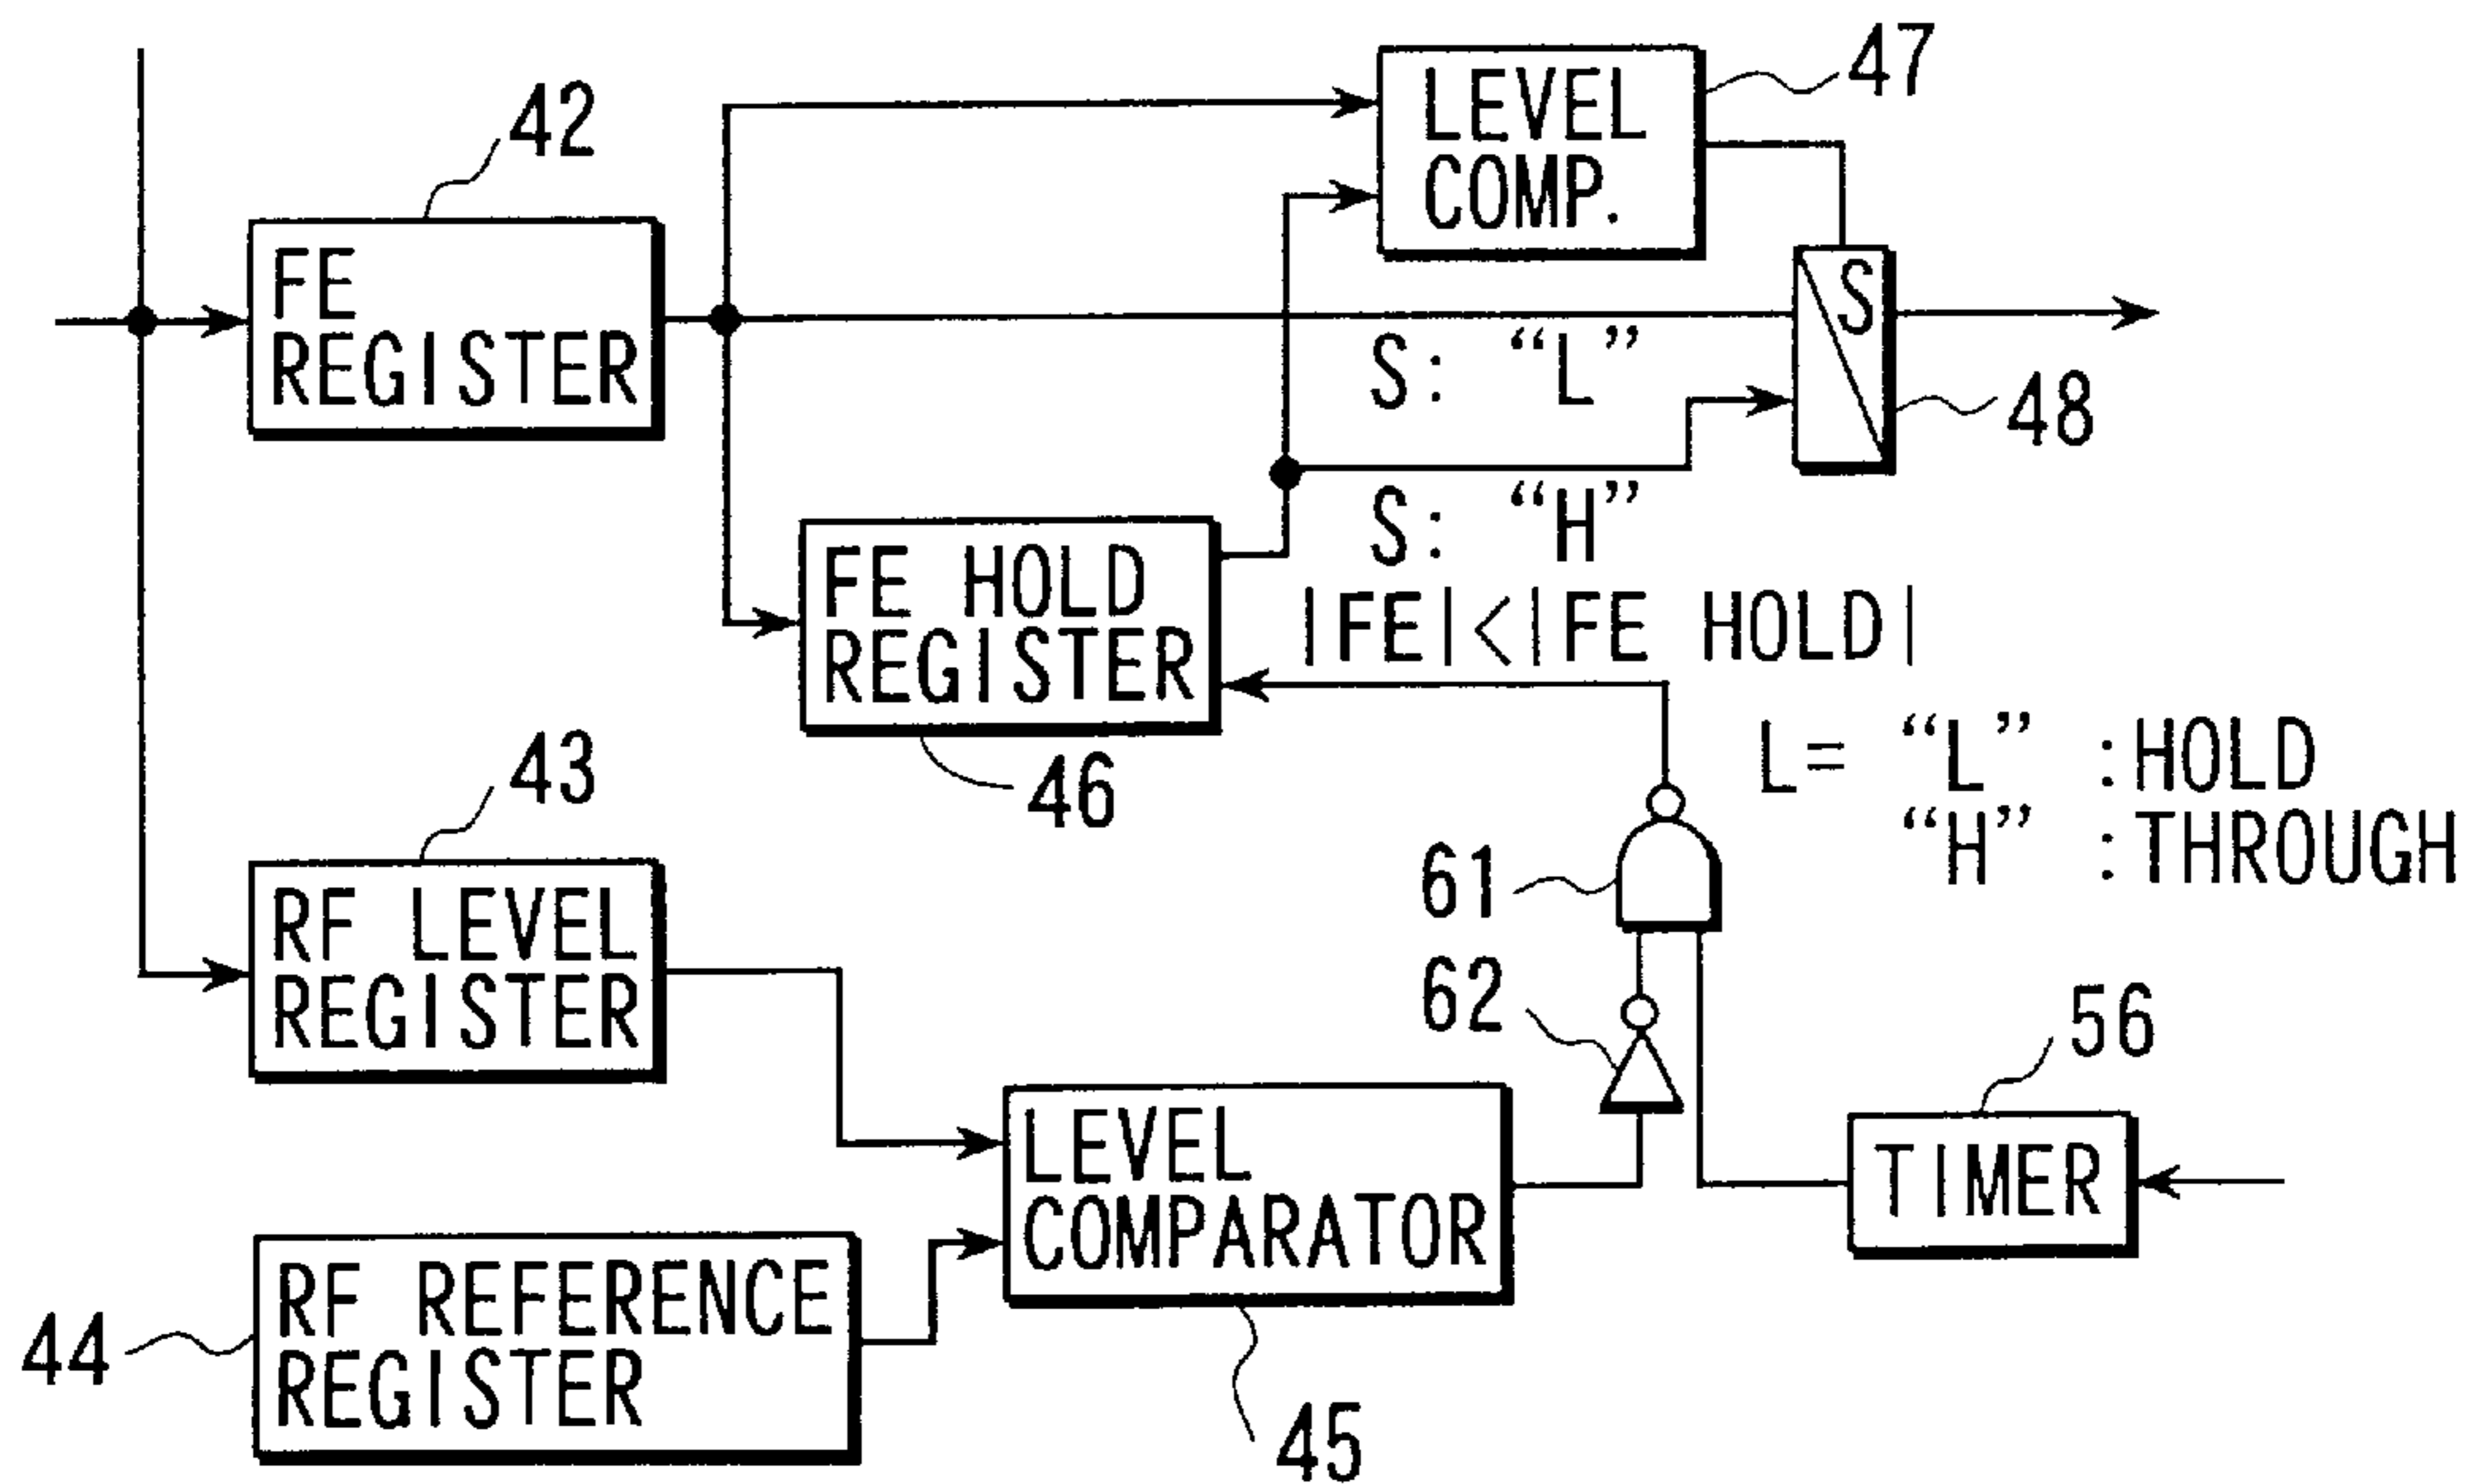 47
LEVEL
COMP.
42
FE
REGISTER
S
S: “L”
48
S: “H”
FE HOLD
REGISTER
|FE|<|FE HOLD|
46
L= “L” :HOLD
“H” :THROUGH
43
RF LEVEL
REGISTER
61
62
56
TIMER
LEVEL
COMPARATOR
44
RF REFERENCE
REGISTER
45